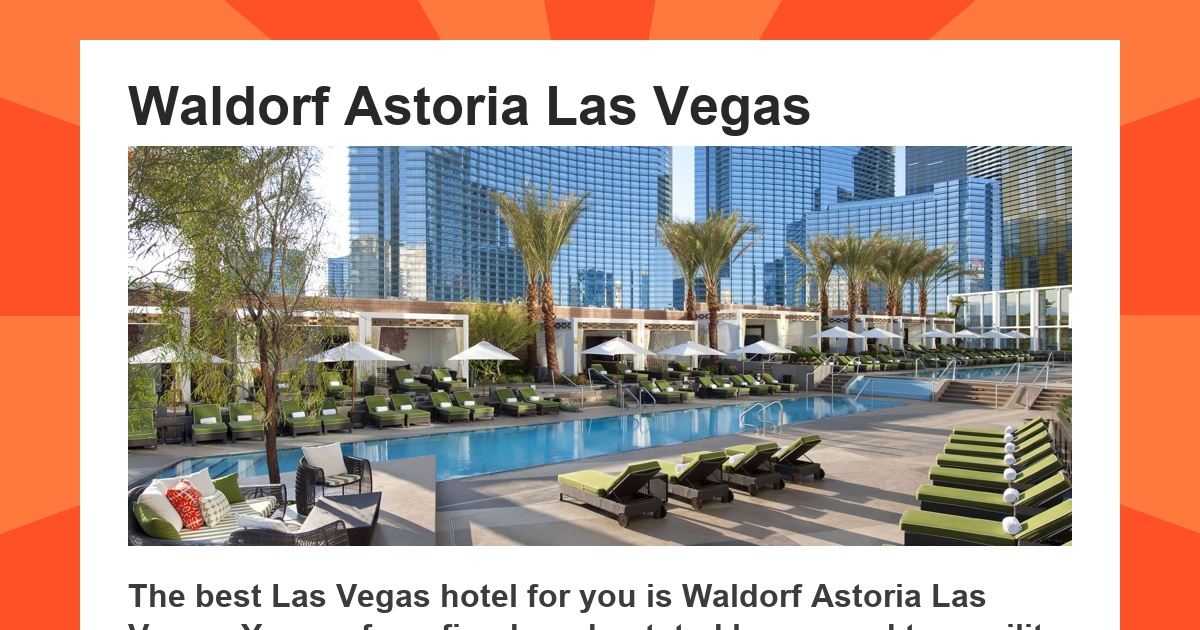 Waldorf Astoria Las Vegas
The best Las Vegas hotel for you is Waldorf Astoria Las